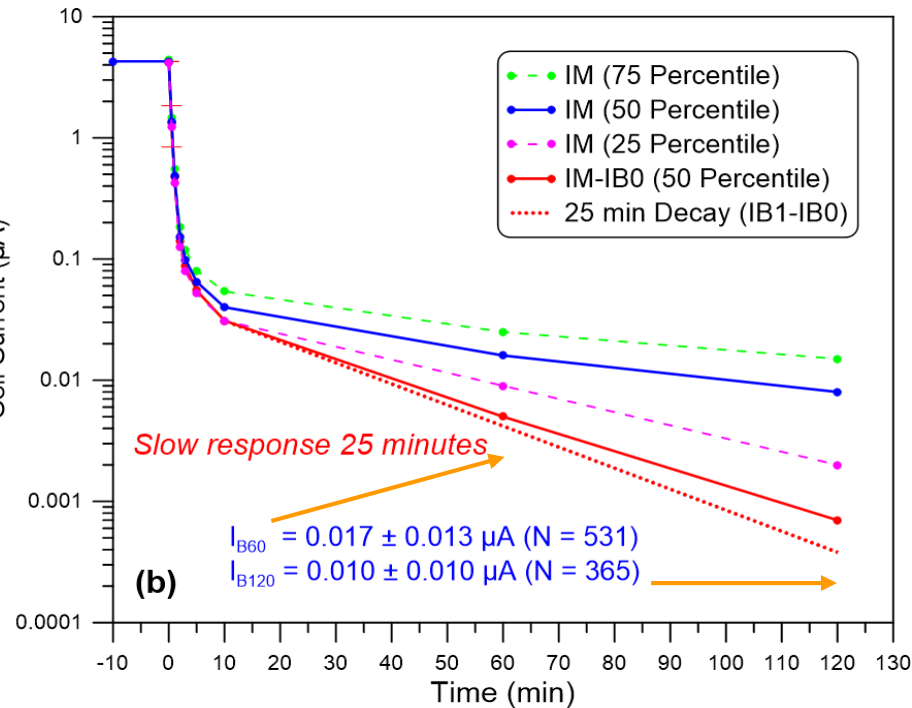 10
1
0.1
0.01
0.001
0.0001
IM (75 Percentile)
IM (50 Percentile)
IM (25 Percentile)
IM-IB0 (50 Percentile)
25 min Decay (IB1-IB0)
Slow response 25 minutes
IB60 = 0.017 ± 0.013 µA (N = 531)
IB120 = 0.010 ± 0.010 µA (N = 365)
(b)
-10 0 10 20 30 40 50 60 70 80 90 100 110 120 130
Time (min)